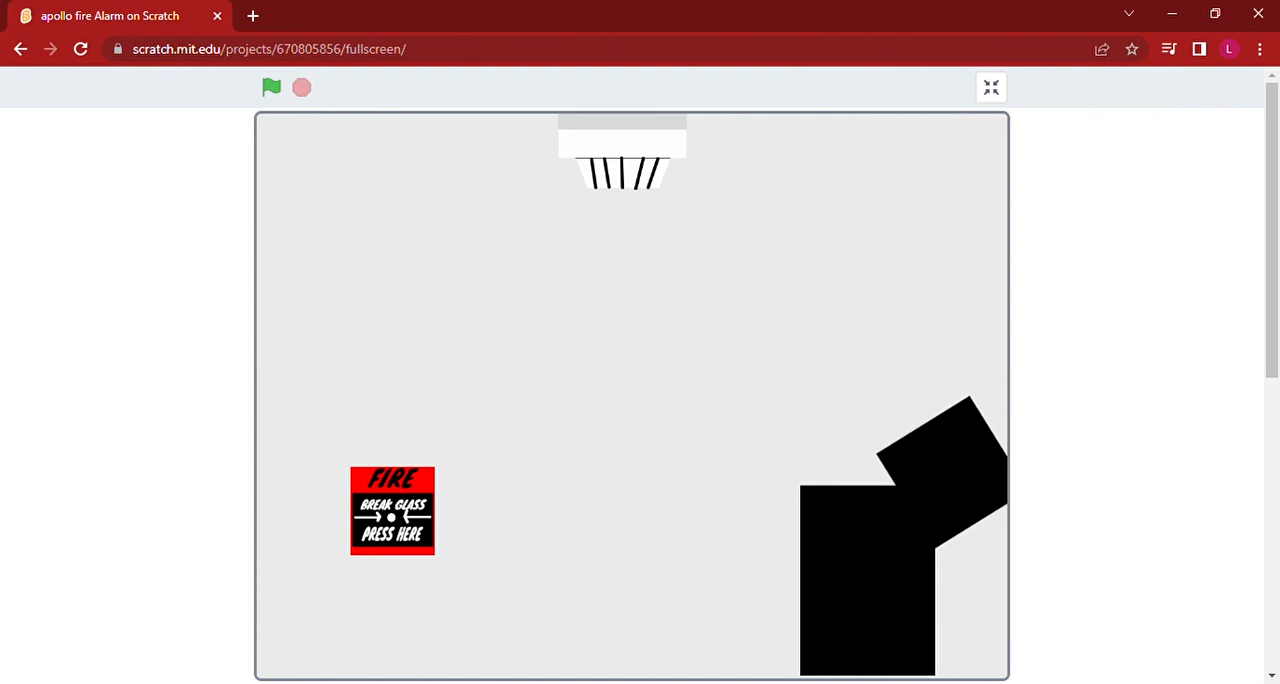 apollo fire Alarm on Scratch
scratch.mit.edu/projects/670805856/fullscreen/
L
FIRE
BREAK GLASS
PRESS HERE